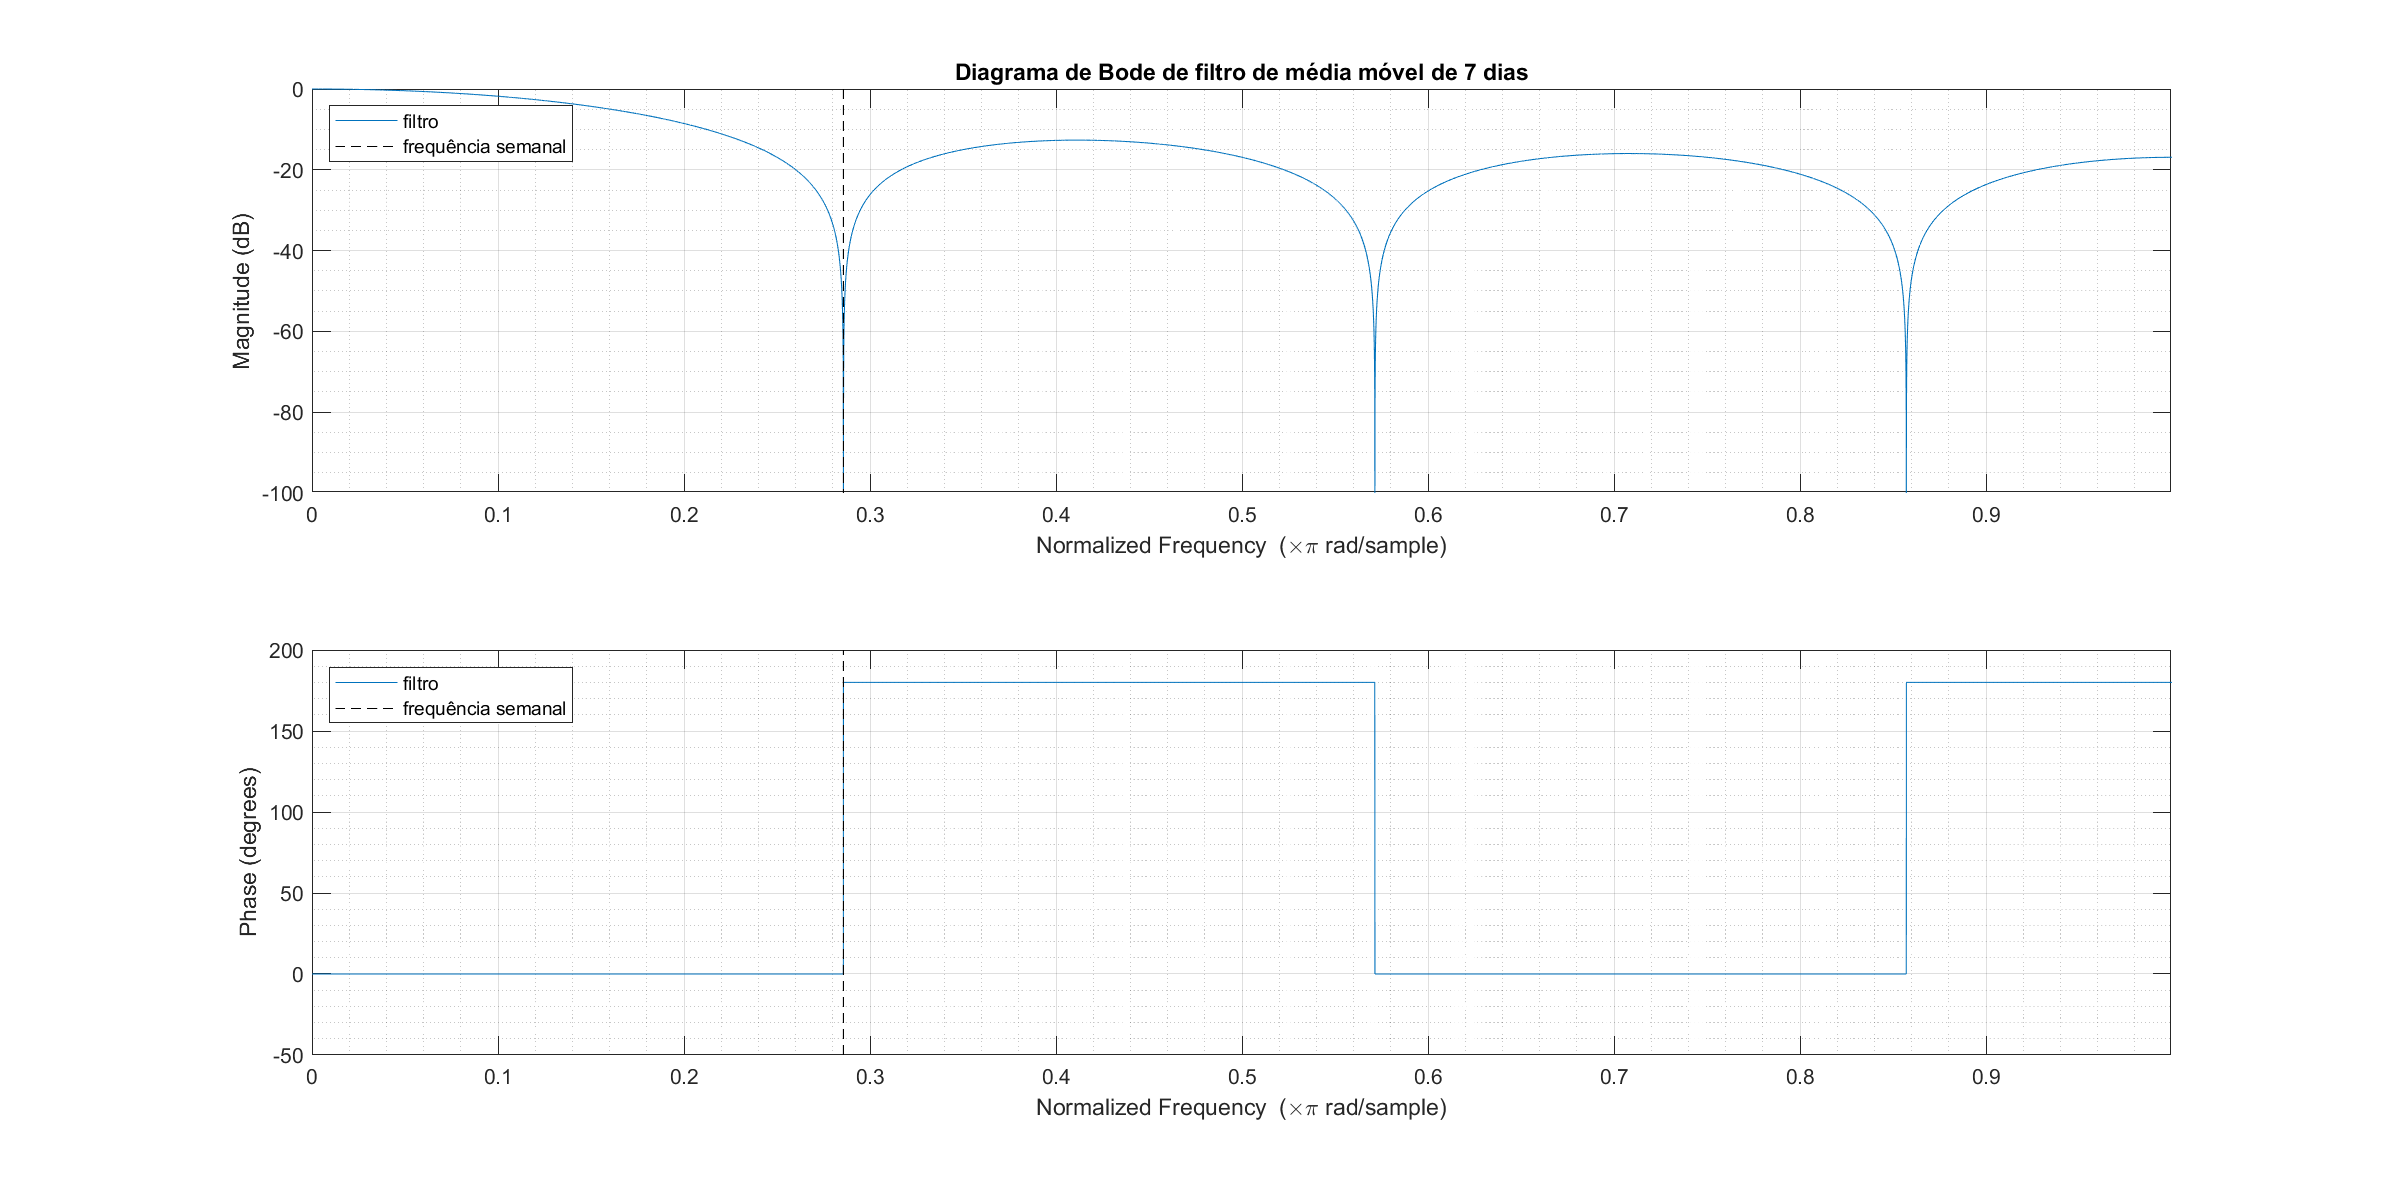 Diagrama de Bode de filtro de média móvel de 7 dias
filtro
frequência semanal
0
-20
-40
-60
-80
-100
Magnitude (dB)
0 0.1 0.2 0.3 0.4 0.5 0.6 0.7 0.8 0.9
Normalized Frequency (×π rad/sample)
filtro
frequência semanal
200
150
100
50
0
-50
Phase (degrees)
0 0.1 0.2 0.3 0.4 0.5 0.6 0.7 0.8 0.9
Normalized Frequency (×π rad/sample)